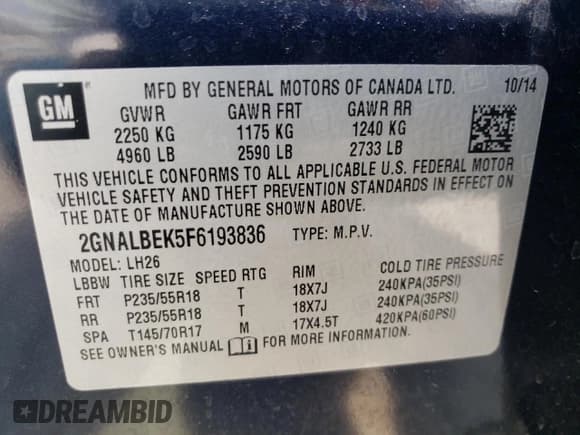 GM
MFD BY GENERAL MOTORS OF CANADA LTD. 10/14
GVWR GAWR FRT GAWR RR
2250 KG 1175 KG 1240 KG
4960 LB 2590 LB 2733 LB
THIS VEHICLE CONFORMS TO ALL APPLICABLE U.S. FEDERAL MOTOR
VEHICLE SAFETY AND THEFT PREVENTION STANDARDS IN EFFECT ON
THE DATE OF MANUFACTURE SHOWN ABOVE.
2GNALBEK5F6193836 TYPE: M.P.V.
MODEL: LH26
LBBW TIRE SIZE SPEED RTG RIM COLD TIRE PRESSURE
FRT P235/55R18 T 18X7J 240KPA(35PSI)
RR P235/55R18 T 18X7J 240KPA(35PSI)
SPA T145/70R17 M 17X4.5T 420KPA(60PSI)
SEE OWNER'S MANUAL FOR MORE INFORMATION.
DREAMBID